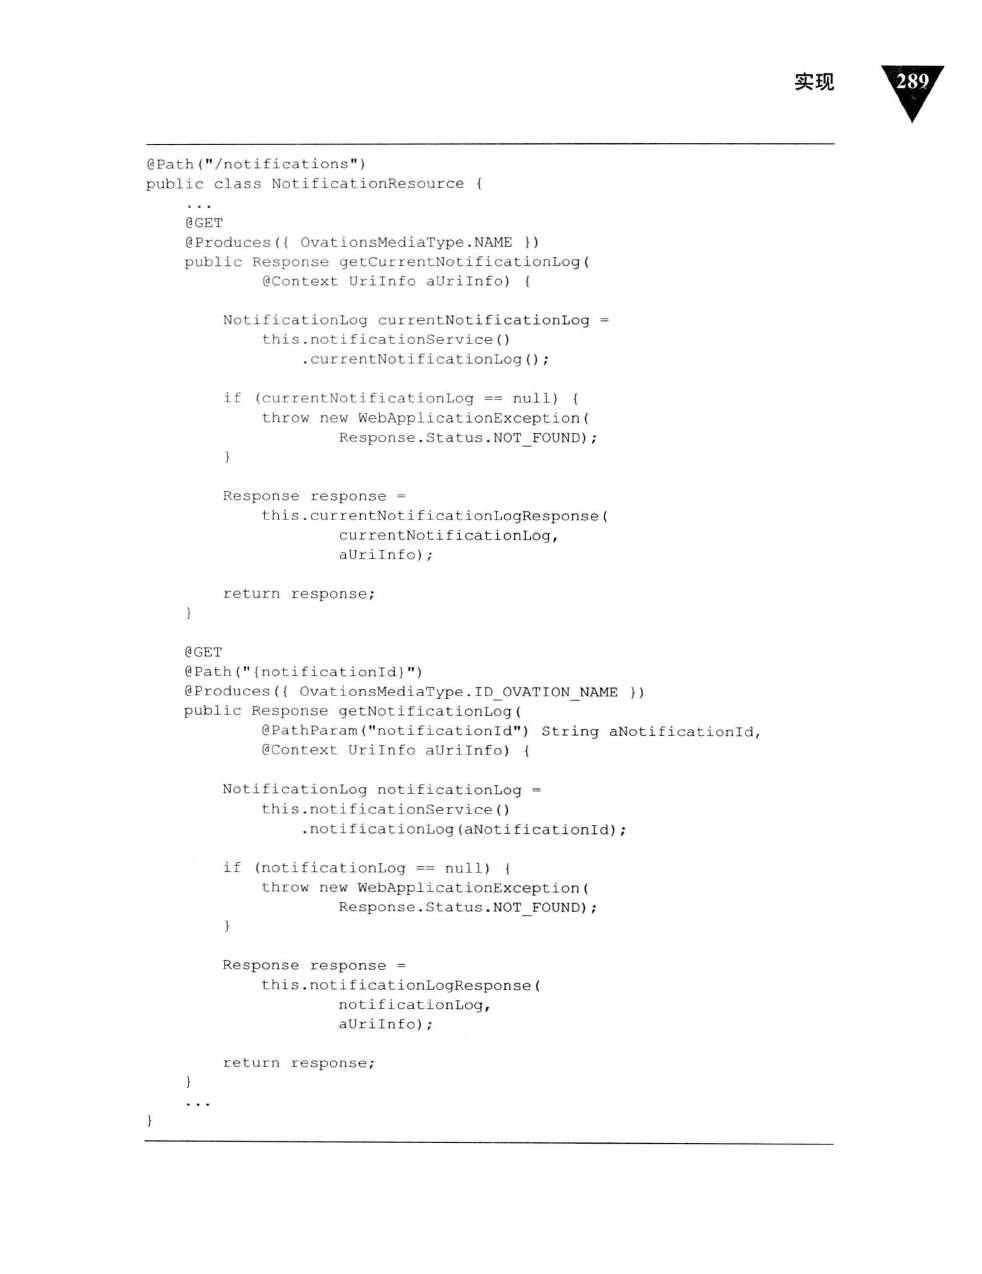 实现
289
@Path("/notifications")
public class NotificationResource {
    ...
    @GET
    @Produces({ OvationsMediaType.NAME })
    public Response getCurrentNotificationLog(
            @Context UriInfo aUriInfo) {
        NotificationLog currentNotificationLog =
            this.notificationService()
                .currentNotificationLog();
        if (currentNotificationLog == null) {
            throw new WebApplicationException(
                    Response.Status.NOT_FOUND);
        }
        Response response =
            this.currentNotificationLogResponse(
                    currentNotificationLog,
                    aUriInfo);
        return response;
    }
    @GET
    @Path("{notificationId}")
    @Produces({ OvationsMediaType.ID_OVATION_NAME })
    public Response getNotificationLog(
            @PathParam("notificationId") String aNotificationId,
            @Context UriInfo aUriInfo) {
        NotificationLog notificationLog =
            this.notificationService()
                .notificationLog(aNotificationId);
        if (notificationLog == null) {
            throw new WebApplicationException(
                    Response.Status.NOT_FOUND);
        }
        Response response =
            this.notificationLogResponse(
                    notificationLog,
                    aUriInfo);
        return response;
    }
    ...
}